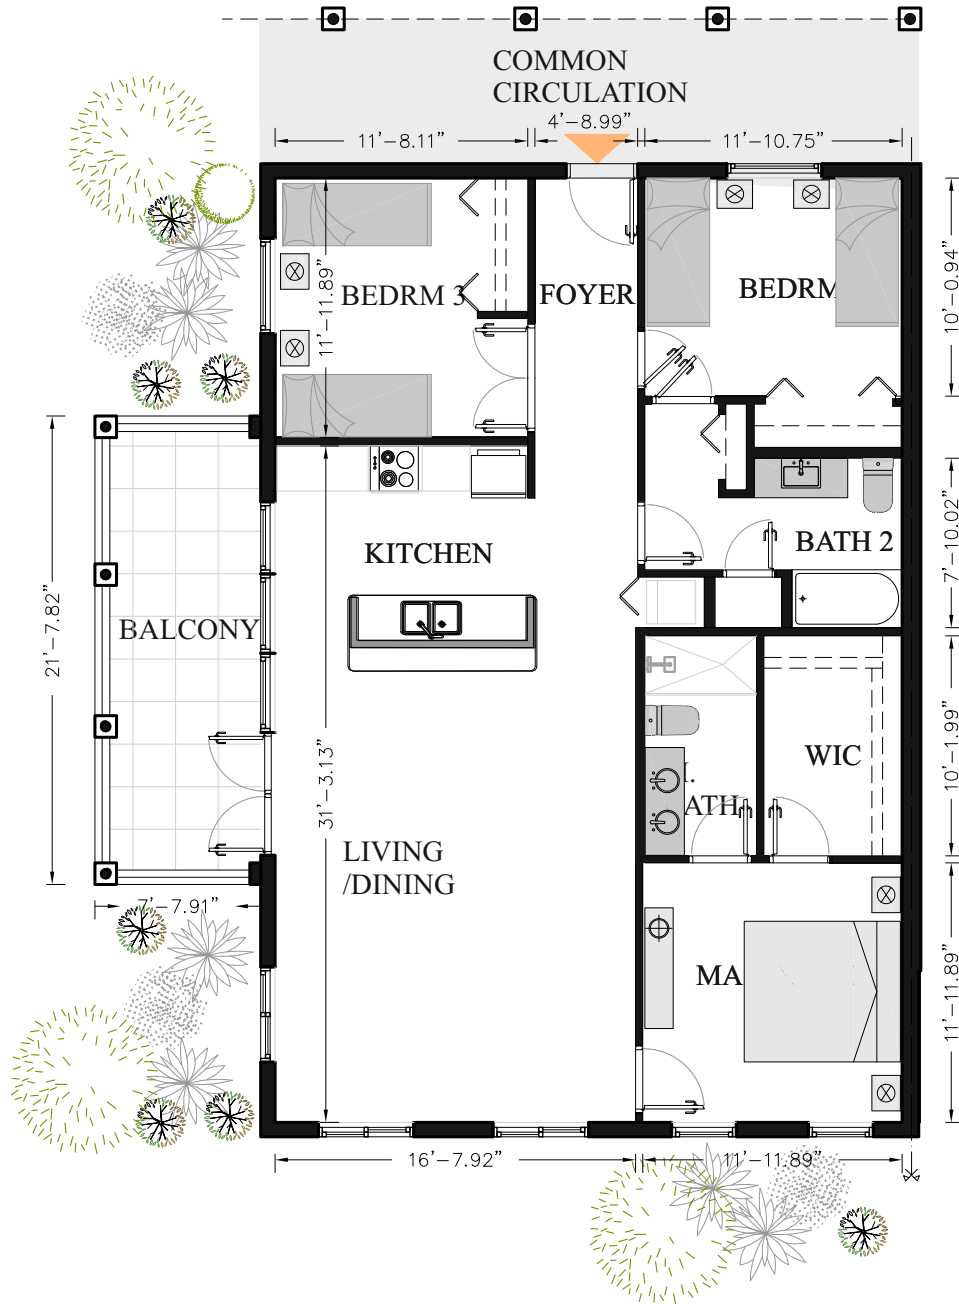 COMMON
CIRCULATION
4'-8.99"
11'-8.11"
11'-10.75"
11'-11.89"
BEDRM 3
FOYER
BEDRM
10'-0.94"
KITCHEN
BATH 2
7'-10.02"
21'-7.82"
BALCONY
31'-3.13"
WIC
10'-1.99"
ATH
LIVING
/DINING
7'-7.91"
MA
11'-11.89"
16'-7.92"
11'-11.89"